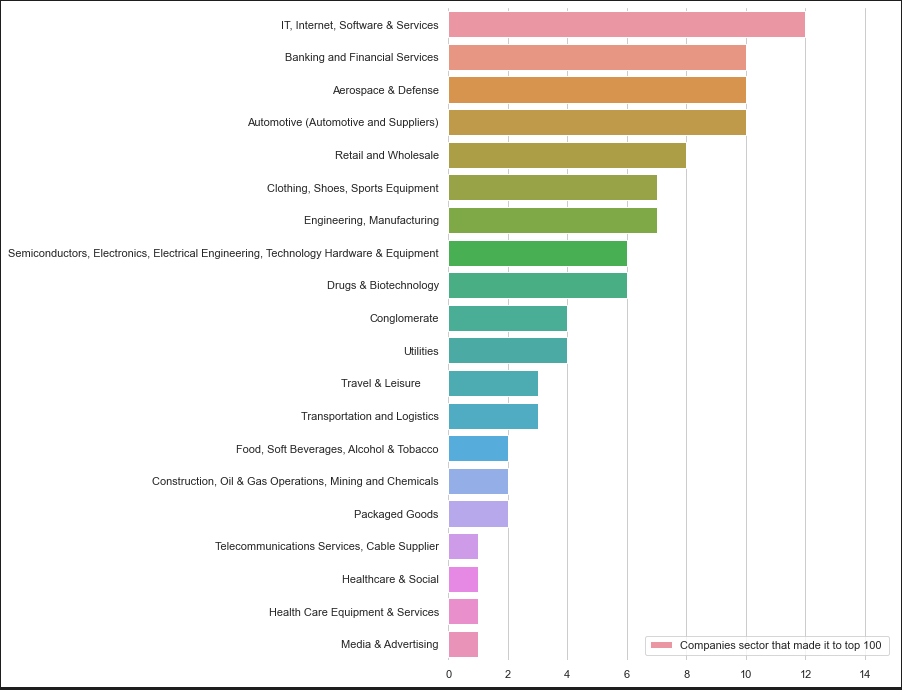 IT, Internet, Software & Services
Banking and Financial Services
Aerospace & Defense
Automotive (Automotive and Suppliers)
Retail and Wholesale
Clothing, Shoes, Sports Equipment
Engineering, Manufacturing
Semiconductors, Electronics, Electrical Engineering, Technology Hardware & Equipment
Drugs & Biotechnology
Conglomerate
Utilities
Travel & Leisure
Transportation and Logistics
Food, Soft Beverages, Alcohol & Tobacco
Construction, Oil & Gas Operations, Mining and Chemicals
Packaged Goods
Telecommunications Services, Cable Supplier
Healthcare & Social
Health Care Equipment & Services
Media & Advertising
Companies sector that made it to top 100
0 2 4 6 8 10 12 14